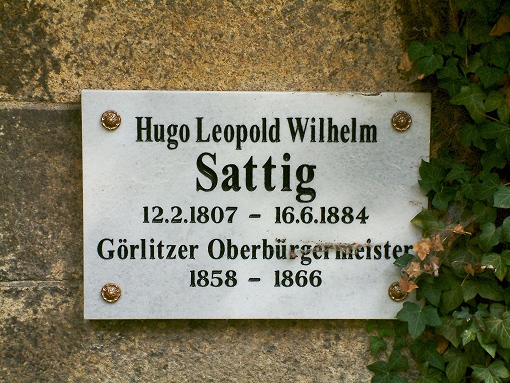 Hugo Leopold Wilhelm
Sattig
12.2.1807 – 16.6.1884
Görlitzer Oberbürgermeister
1858 – 1866